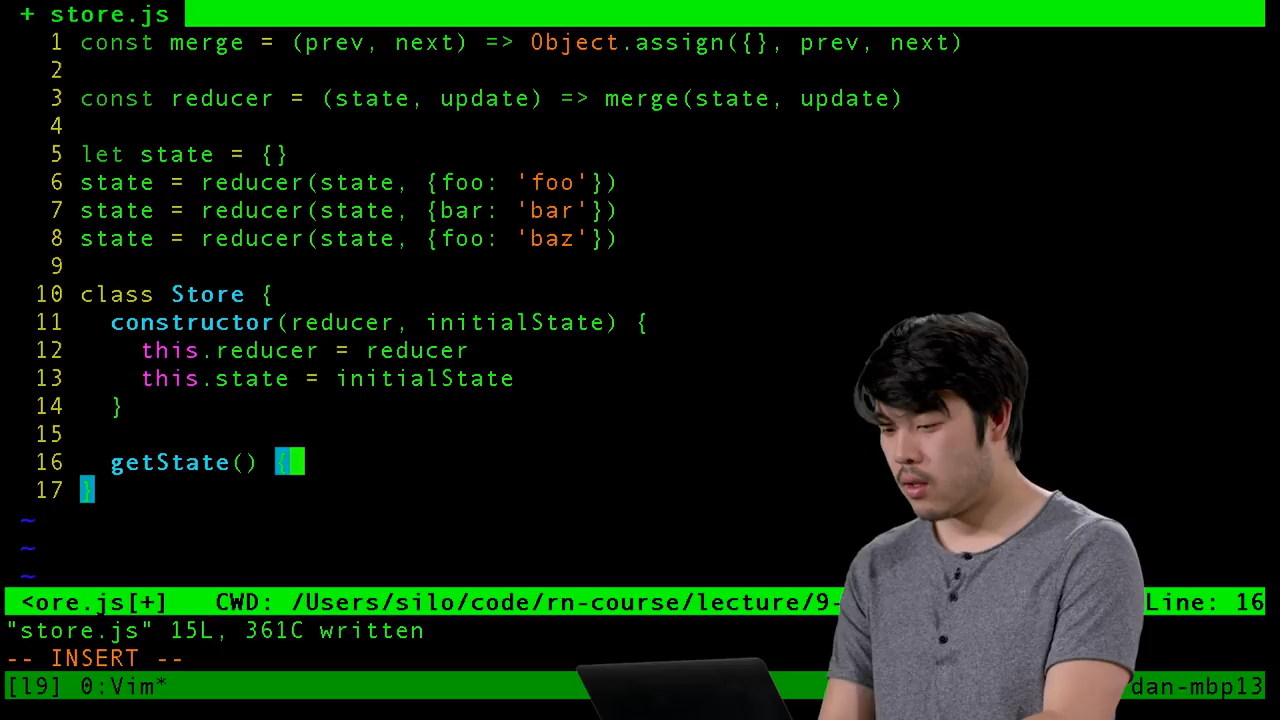 + store.js
1 const merge = (prev, next) => Object.assign({}, prev, next)
2
3 const reducer = (state, update) => merge(state, update)
4
5 let state = {}
6 state = reducer(state, {foo: 'foo'})
7 state = reducer(state, {bar: 'bar'})
8 state = reducer(state, {foo: 'baz'})
9
10 class Store {
11   constructor(reducer, initialState) {
12     this.reducer = reducer
13     this.state = initialState
14   }
15
16   getState() {
17 }
~
~
~
<ore.js[+]   CWD: /Users/silo/code/rn-course/lecture/9- Line: 16
"store.js" 15L, 361C written
-- INSERT --
[l9] 0:Vim* dan-mbp13